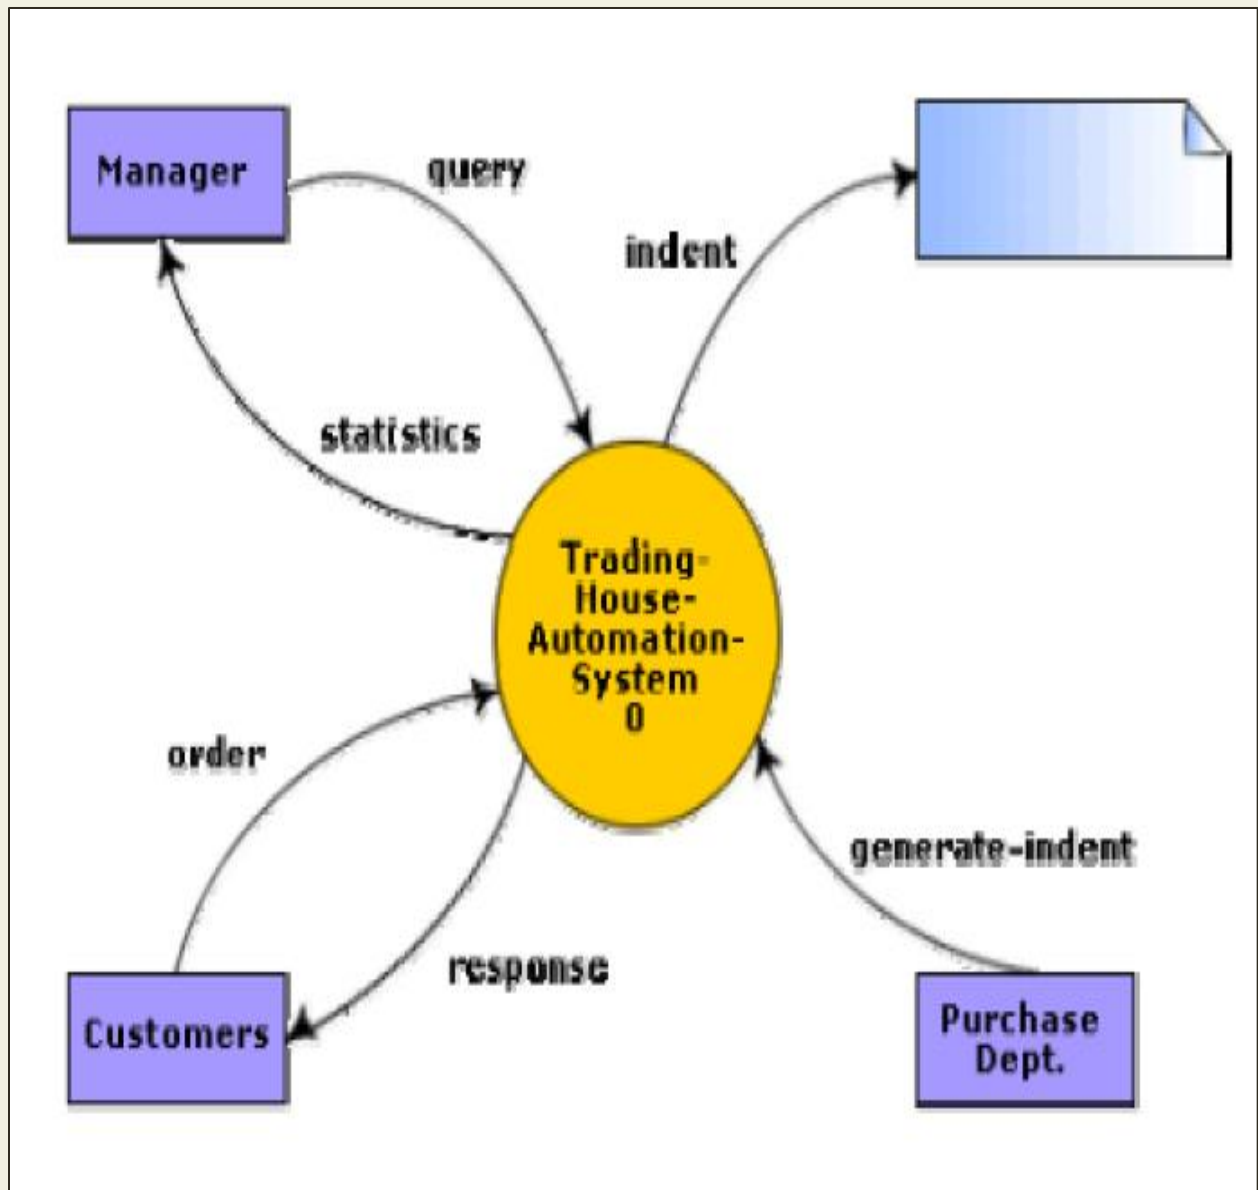 Manager
query
indent
statistics
Trading-
House-
Automation-
System
0
order
generate-indent
response
Customers
Purchase
Dept.